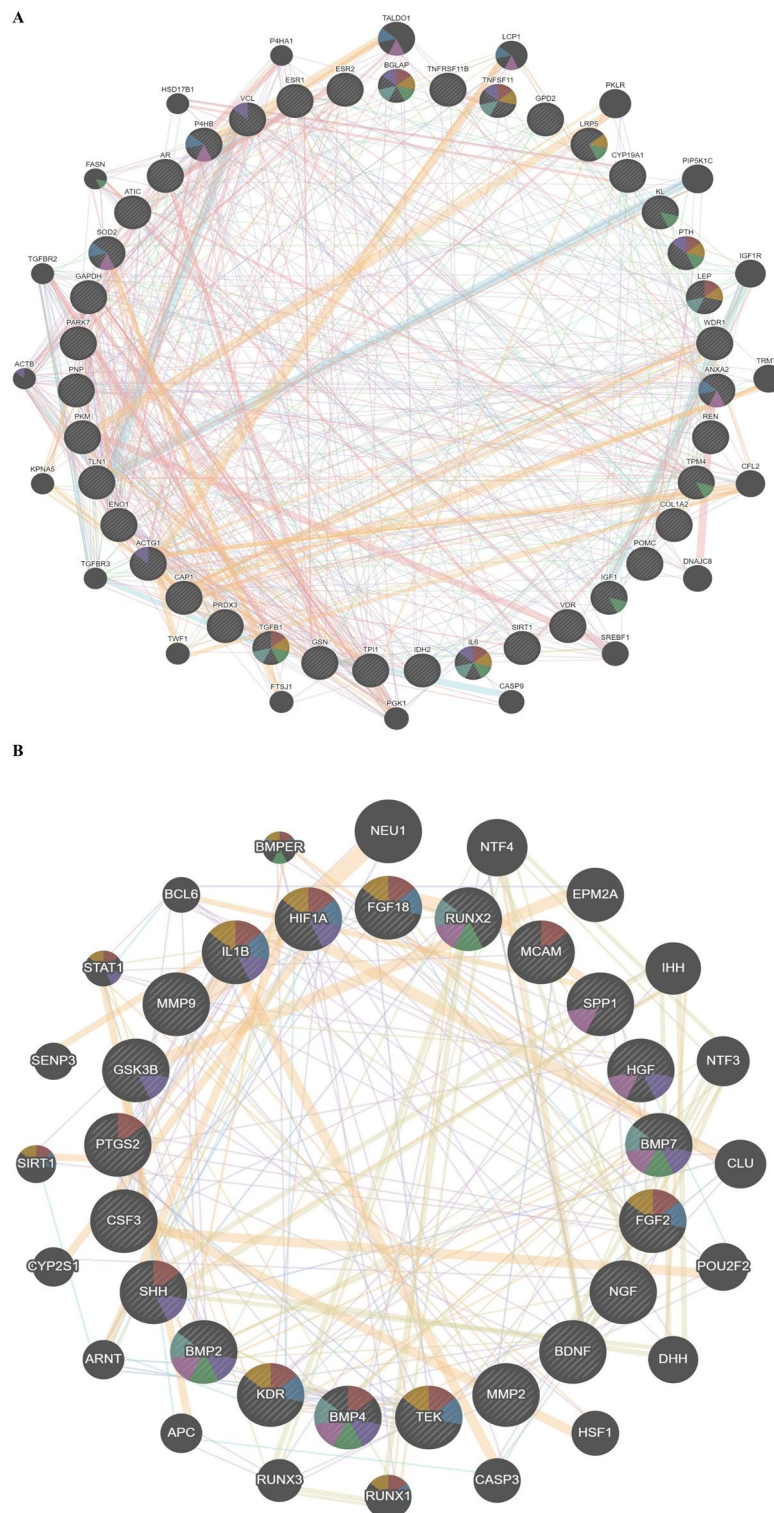 A
TALDO1
P4HA1
LCP1
ESR1
ESR2
BGLAP
TNFRSF11B
TNFSF11
HSD17B1
VCL
GPD2
PKLR
P4HB
LRP5
AR
CYP19A1
FASN
PIP5K1C
ATIC
KL
SOD2
PTH
TGFBR2
IGF1R
GAPDH
LEP
PARK7
WDR1
ACTB
PNP
ANXA2
PKM
REN
KPNA5
TLN1
TPM4
CFL2
ENO1
COL1A2
ACTG1
POMC
TGFBR3
DNAJC8
CAP1
IGF1
PRDX3
VDR
TGFB1
SIRT1
TWF1
GSN
TPI1
IDH2
IL6
SREBF1
FTSJ1
CASP9
PGK1
B
NEU1
BMPER
NTF4
BCL6
EPM2A
HIF1A
FGF18
RUNX2
IL1B
MCAM
STAT1
IHH
MMP9
SPP1
SENP3
GSK3B
HGF
NTF3
PTGS2
BMP7
SIRT1
CLU
CSF3
FGF2
CYP2S1
POU2F2
SHH
NGF
BMP2
BDNF
ARNT
DHH
KDR
MMP2
BMP4
TEK
APC
HSF1
RUNX3
CASP3
RUNX1